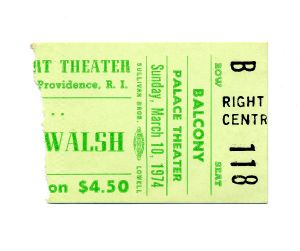 AT THEATER
Providence, R. I.
...
WALSH
on $4.50
SULLIVAN BROS. LOWELL
Sunday, March 10, 1974
PALACE THEATER
BALCONY
ROW
SEAT
B
RIGHT
CENTR
118